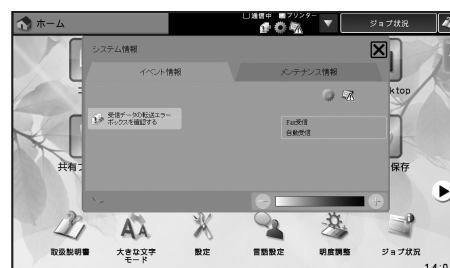 ホーム
通信中 プリンター
ジョブ状況
システム情報
イベント情報
メンテナンス情報
ktop
受信データの転送エラー
ボックスを確認する
Fax受信
自動受信
共有フ
保存
取扱説明書
大きな文字
モード
設定
言語設定
明度調整
ジョブ状況
14:0